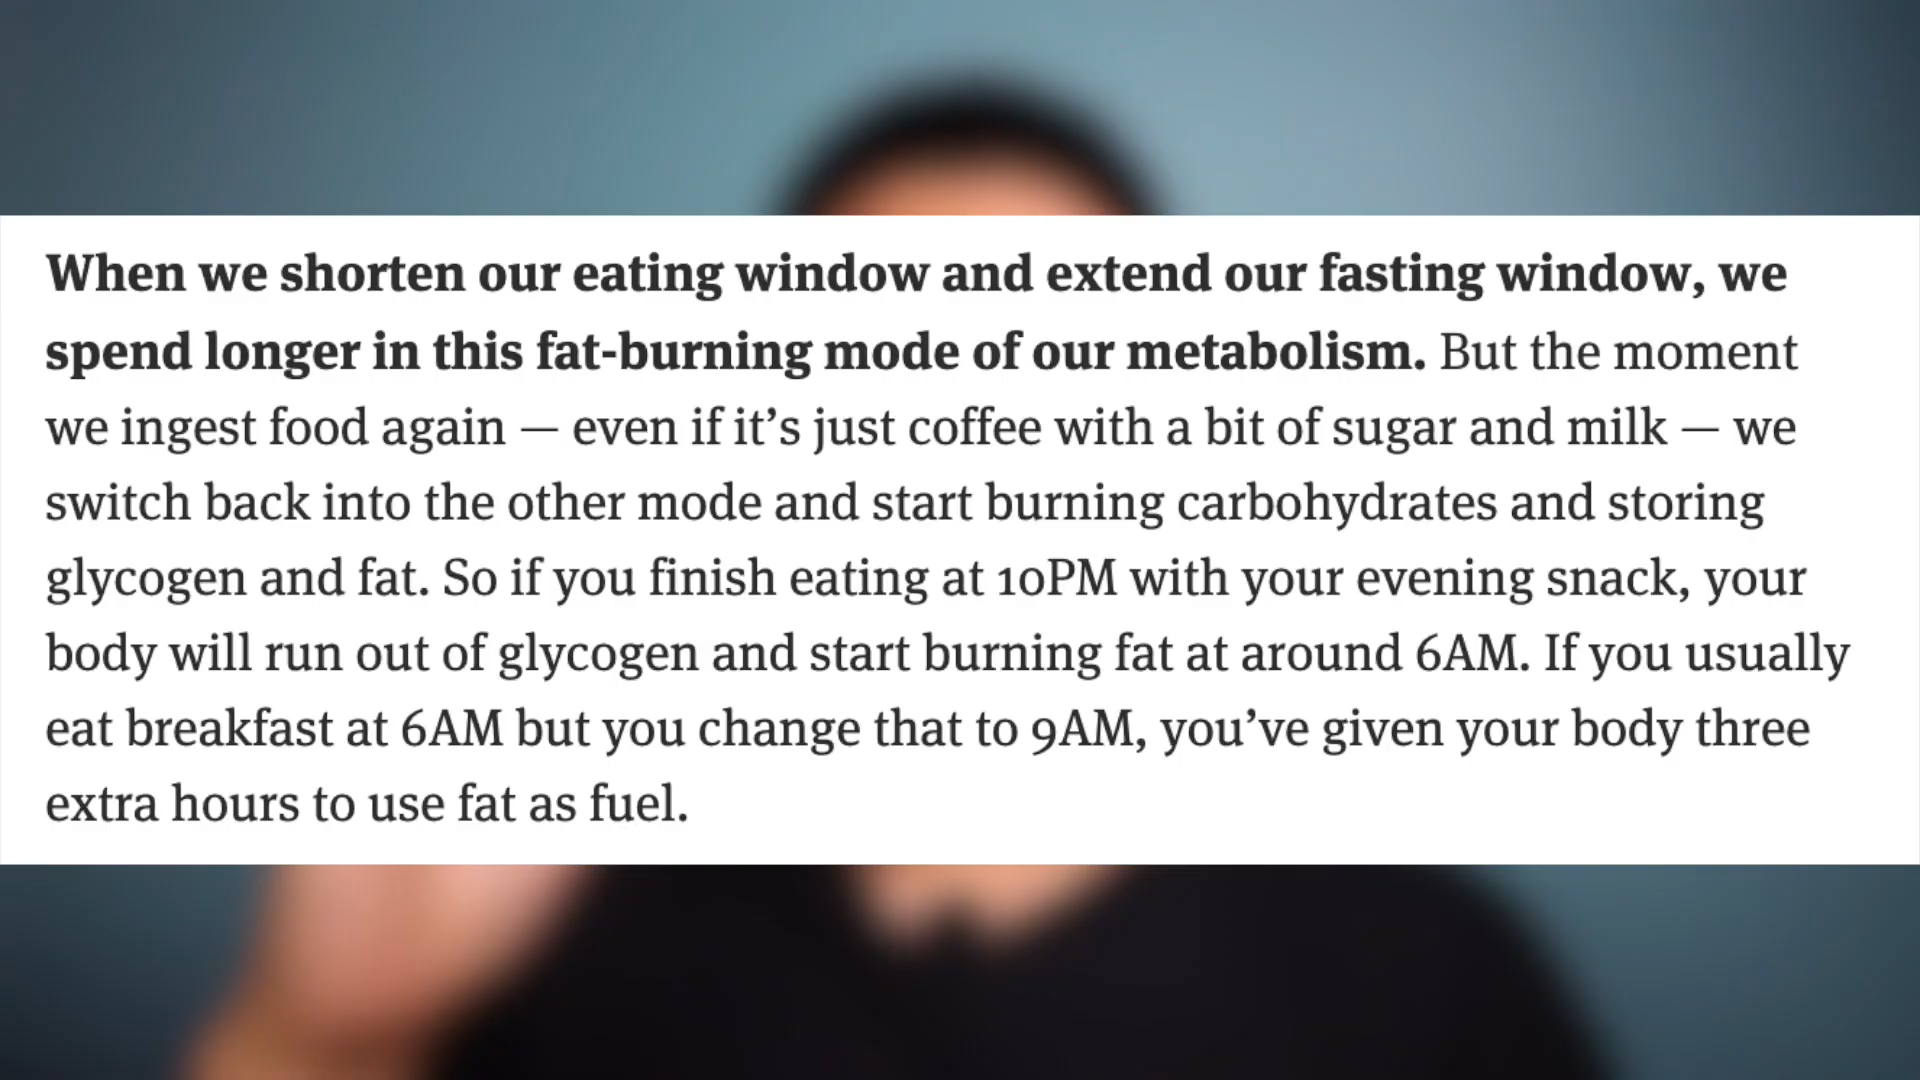 When we shorten our eating window and extend our fasting window, we
spend longer in this fat-burning mode of our metabolism. But the moment
we ingest food again — even if it’s just coffee with a bit of sugar and milk — we
switch back into the other mode and start burning carbohydrates and storing
glycogen and fat. So if you finish eating at 10PM with your evening snack, your
body will run out of glycogen and start burning fat at around 6AM. If you usually
eat breakfast at 6AM but you change that to 9AM, you’ve given your body three
extra hours to use fat as fuel.